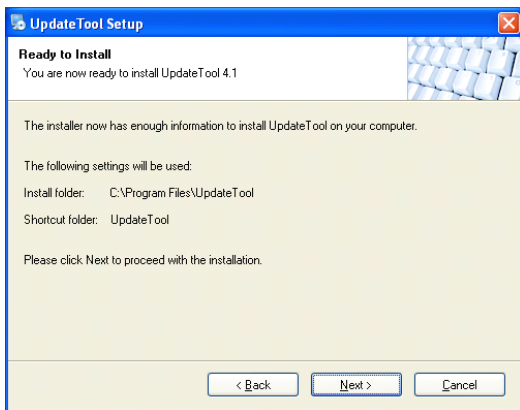 UpdateTool Setup
Ready to Install
You are now ready to install UpdateTool 4.1
The installer now has enough information to install UpdateTool on your computer.
The following settings will be used:
Install folder: C:\Program Files\UpdateTool
Shortcut folder: UpdateTool
Please click Next to proceed with the installation.
< Back Next > Cancel